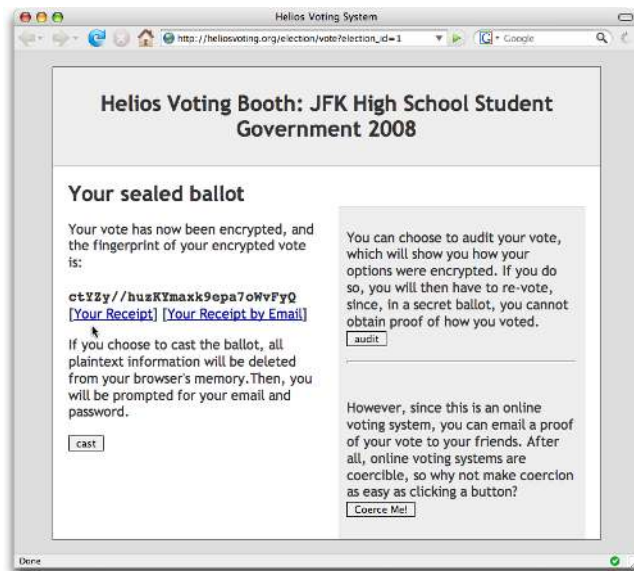 Helios Voting System
http://heliosvoting.org/election/vote?election_id=1
Google
Helios Voting Booth: JFK High School Student
Government 2008
Your sealed ballot
Your vote has now been encrypted, and
the fingerprint of your encrypted vote
is:
ctYZy//huzKYmaxk9epa7oWvFyQ
[Your Receipt] [Your Receipt by Email]
If you choose to cast the ballot, all
plaintext information will be deleted
from your browser's memory.Then, you
will be prompted for your email and
password.
cast
You can choose to audit your vote,
which will show you how your
options were encrypted. If you do
so, you will then have to re-vote,
since, in a secret ballot, you cannot
obtain proof of how you voted.
audit
However, since this is an online
voting system, you can email a proof
of your vote to your friends. After
all, online voting systems are
coercible, so why not make coercion
as easy as clicking a button?
Coerce Me!
Done